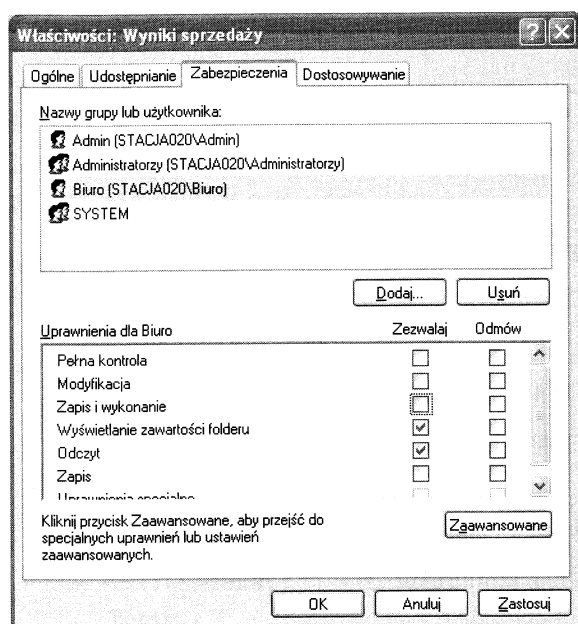 Właściwości: Wyniki sprzedaży
Ogólne Udostępnianie Zabezpieczenia Dostosowywanie
Nazwy grupy lub użytkownika:
Admin (STACJA020\Admin)
Administratorzy (STACJA020\Administratorzy)
Biuro (STACJA020\Biuro)
SYSTEM
Dodaj... Usuń
Uprawnienia dla Biuro Zezwalaj Odmów
Pełna kontrola
Modyfikacja
Zapis i wykonanie
Wyświetlanie zawartości folderu
Odczyt
Zapis
Uprawnienia specjalne
Kliknij przycisk Zaawansowane, aby przejść do
specjalnych uprawnień lub ustawień
zaawansowanych.
Zaawansowane
OK Anuluj Zastosuj